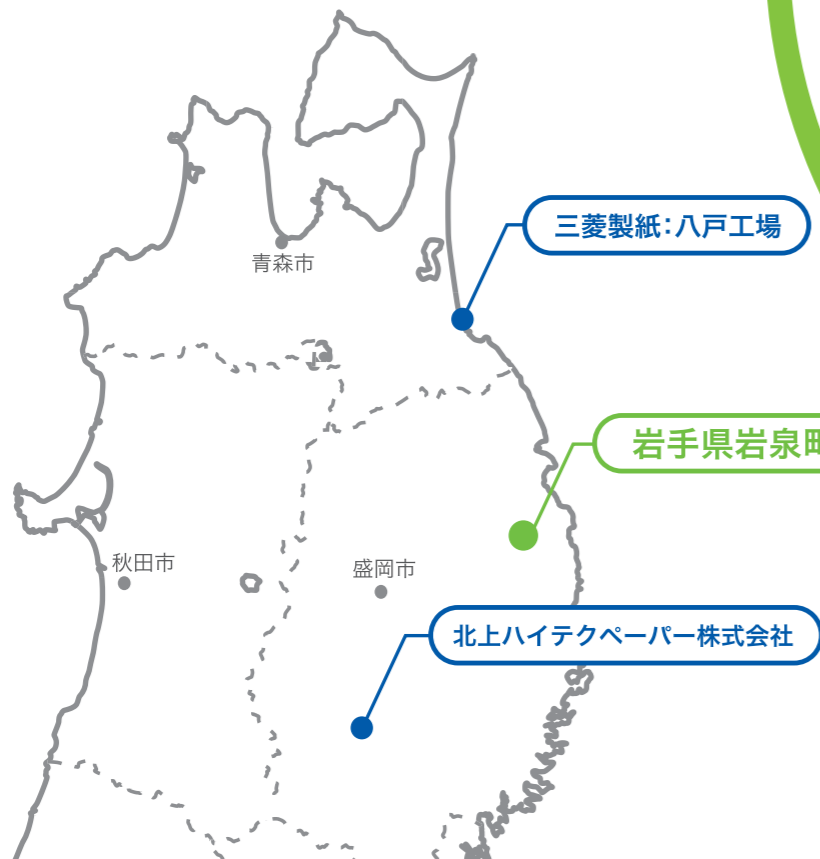 三菱製紙：八戸工場
青森市
岩手県岩泉町
秋田市
盛岡市
北上ハイテクペーパー株式会社